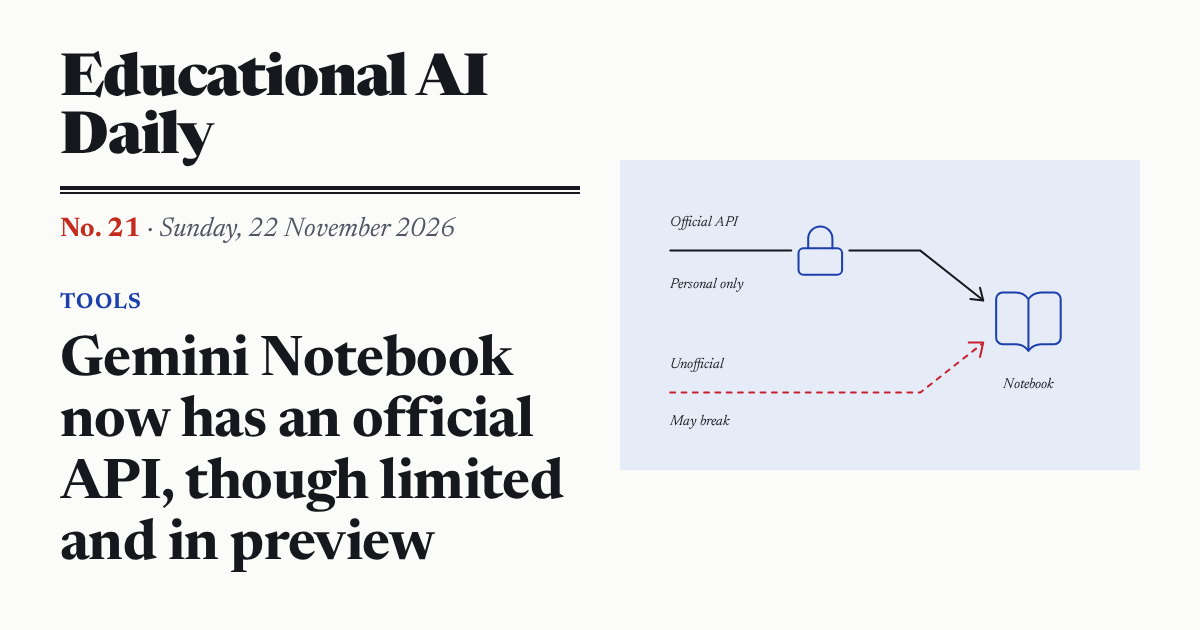 Educational AI
Daily
No. 21 · Sunday, 22 November 2026
TOOLS
Gemini Notebook
now has an official
API, though limited
and in preview
Official API
Personal only
Unofficial
May break
Notebook